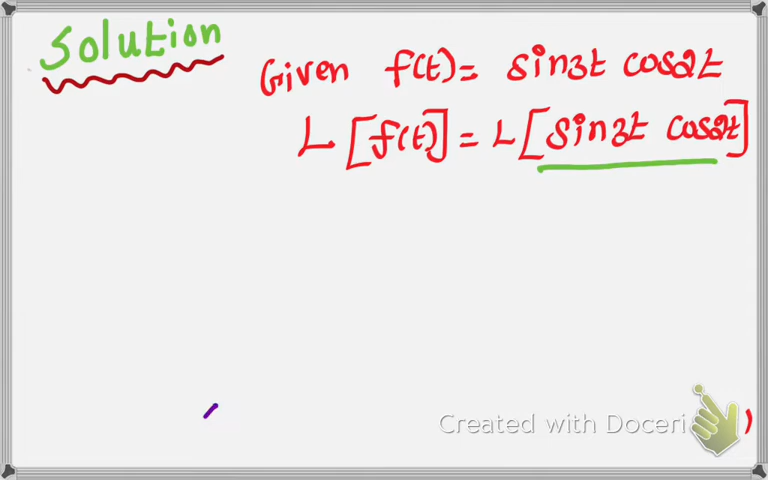 Solution
Given f(t)= sin3t cos2t
L[f(t)] = L[sin3t cos2t]
Created with Doceri